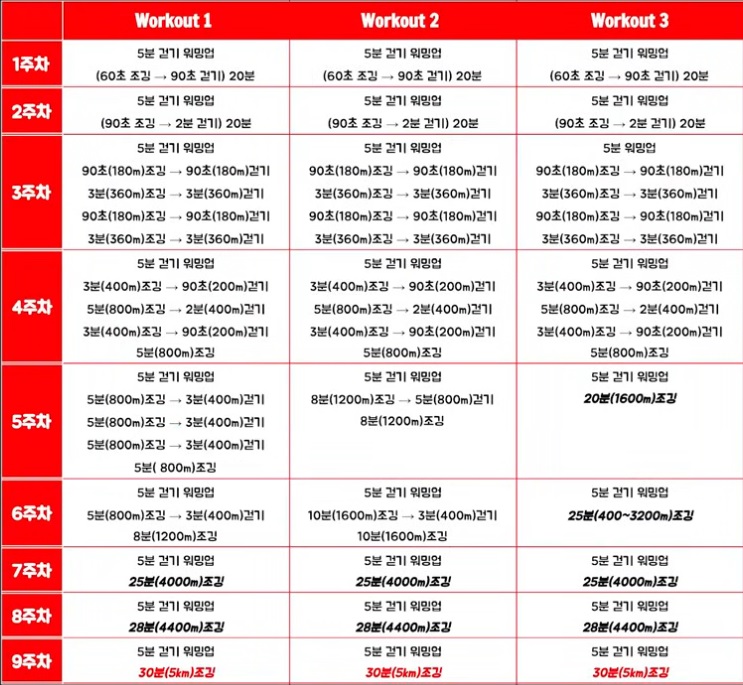 Workout 1
Workout 2
Workout 3
1주차
5분 걷기 워밍업
(60초 조깅 → 90초 걷기) 20분
5분 걷기 워밍업
(60초 조깅 → 90초 걷기) 20분
5분 걷기 워밍업
(60초 조깅 → 90초 걷기) 20분
2주차
5분 걷기 워밍업
(90초 조깅 → 2분 걷기) 20분
5분 걷기 워밍업
(90초 조깅 → 2분 걷기) 20분
5분 걷기 워밍업
(90초 조깅 → 2분 걷기) 20분
3주차
5분 걷기 워밍업
90초(180m)조깅 → 90초(180m)걷기
3분(360m)조깅 → 3분(360m)걷기
90초(180m)조깅 → 90초(180m)걷기
3분(360m)조깅 → 3분(360m)걷기
5분 걷기 워밍업
90초(180m)조깅 → 90초(180m)걷기
3분(360m)조깅 → 3분(360m)걷기
90초(180m)조깅 → 90초(180m)걷기
3분(360m)조깅 → 3분(360m)걷기
5분 워밍업
90초(180m)조깅 → 90초(180m)걷기
3분(360m)조깅 → 3분(360m)걷기
90초(180m)조깅 → 90초(180m)걷기
3분(360m)조깅 → 3분(360m)걷기
4주차
5분 걷기 워밍업
3분(400m)조깅 → 90초(200m)걷기
5분(800m)조깅 → 2분(400m)걷기
3분(400m)조깅 → 90초(200m)걷기
5분(800m)조깅
5분 걷기 워밍업
3분(400m)조깅 → 90초(200m)걷기
5분(800m)조깅 → 2분(400m)걷기
3분(400m)조깅 → 90초(200m)걷기
5분(800m)조깅
5분 걷기 워밍업
3분(400m)조깅 → 90초(200m)걷기
5분(800m)조깅 → 2분(400m)걷기
3분(400m)조깅 → 90초(200m)걷기
5분(800m)조깅
5주차
5분 걷기 워밍업
5분(800m)조깅 → 3분(400m)걷기
5분(800m)조깅 → 3분(400m)걷기
5분(800m)조깅 → 3분(400m)걷기
5분( 800m)조깅
5분 걷기 워밍업
8분(1200m)조깅 → 5분(800m)걷기
8분(1200m)조깅
5분 걷기 워밍업
20분(1600m)조깅
6주차
5분 걷기 워밍업
5분(800m)조깅 → 3분(400m)걷기
8분(1200m)조깅
5분 걷기 워밍업
10분(1600m)조깅 → 3분(400m)걷기
10분(1600m)조깅
5분 걷기 워밍업
25분(400~3200m)조깅
7주차
5분 걷기 워밍업
25분(4000m)조깅
5분 걷기 워밍업
25분(4000m)조깅
5분 걷기 워밍업
25분(4000m)조깅
8주차
5분 걷기 워밍업
28분(4400m)조깅
5분 걷기 워밍업
28분(4400m)조깅
5분 걷기 워밍업
28분(4400m)조깅
9주차
5분 걷기 워밍업
30분(5km)조깅
5분 걷기 워밍업
30분(5km)조깅
5분 걷기 워밍업
30분(5km)조깅